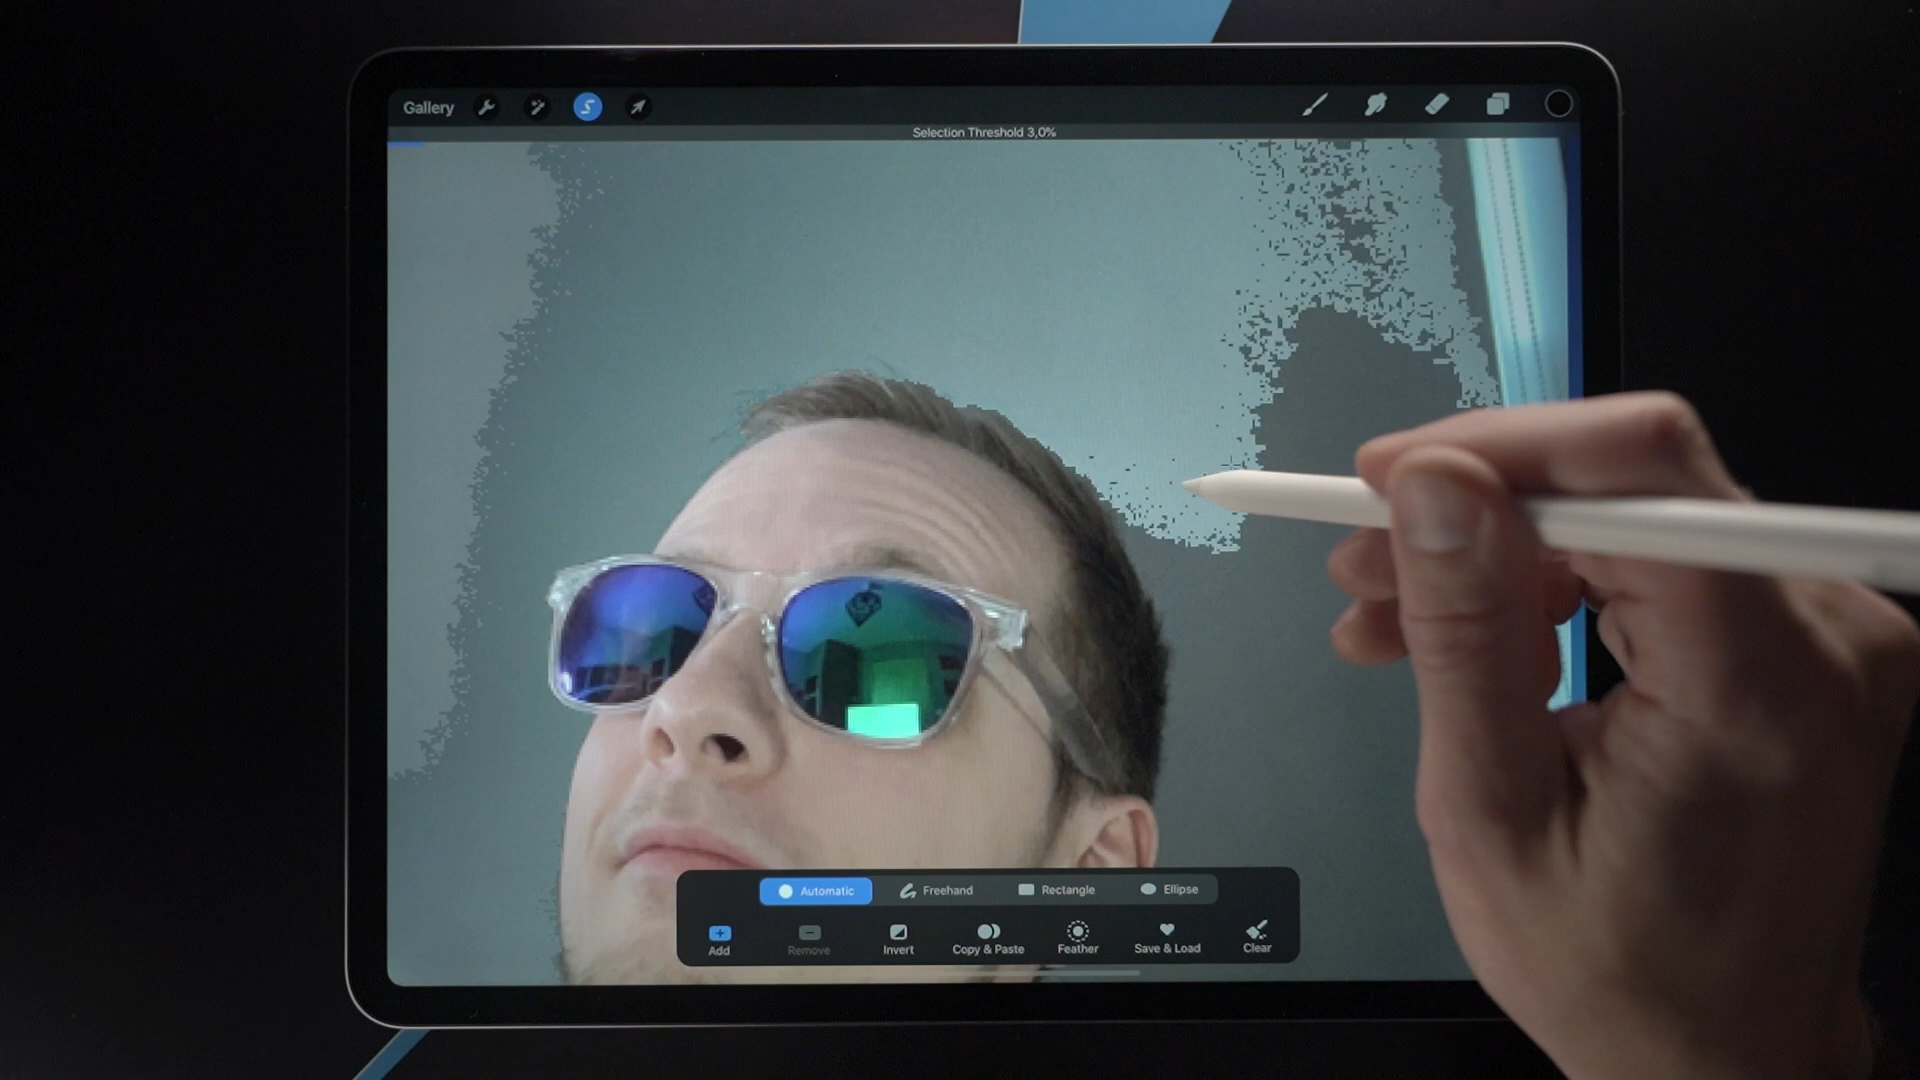 Gallery
Selection Threshold 3,0%
Automatic Freehand Rectangle Ellipse
Add Remove Invert Copy & Paste Feather Save & Load Clear